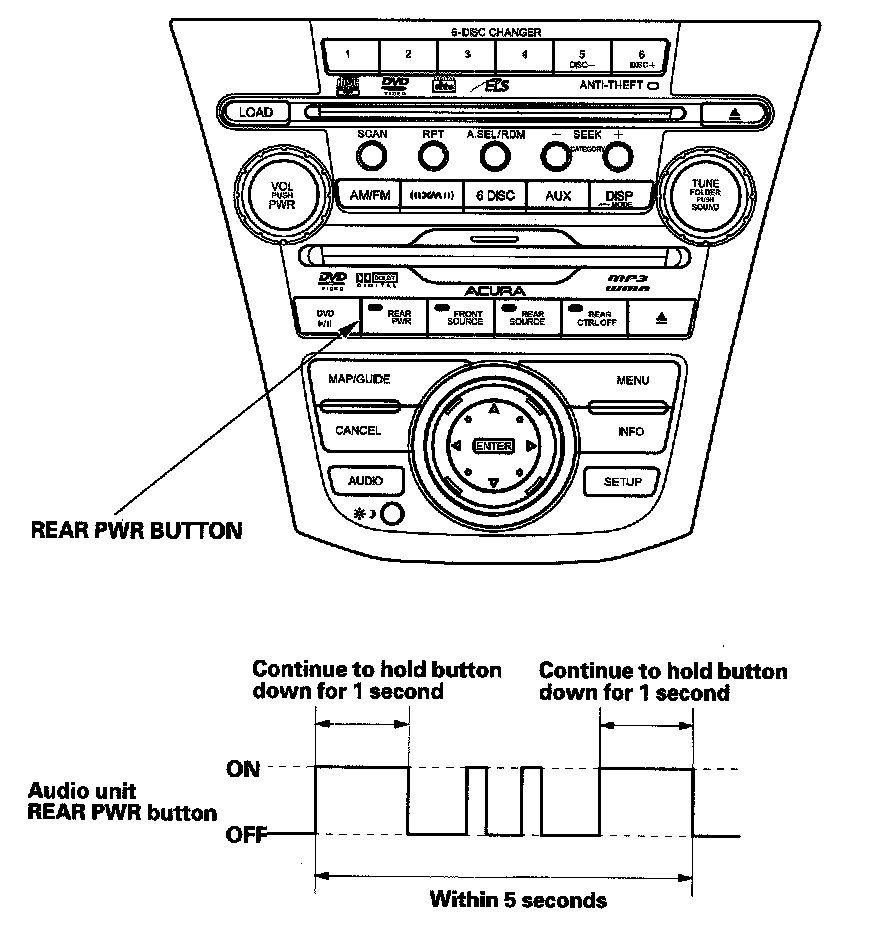 6-DISC CHANGER
1 2 3 4 5 6
DISC– DISC+
DVD VIDEO DIGITAL dts ELS ANTI-THEFT
LOAD
SCAN RPT A.SEL/RDM – SEEK +
CATEGORY
VOL
PUSH
PWR
AM/FM ((XM)) 6 DISC AUX DISP
MODE
TUNE
FOLDER
PUSH
SOUND
DVD VIDEO DOLBY DIGITAL MP3
WMA
ACURA
DVD
REAR
PWR
FRONT
SOURCE
REAR
SOURCE
REAR
CTRL OFF
MAP/GUIDE MENU
CANCEL ENTER INFO
AUDIO SETUP
REAR PWR BUTTON
Continue to hold button
down for 1 second
Continue to hold button
down for 1 second
ON
Audio unit
REAR PWR button
OFF
Within 5 seconds